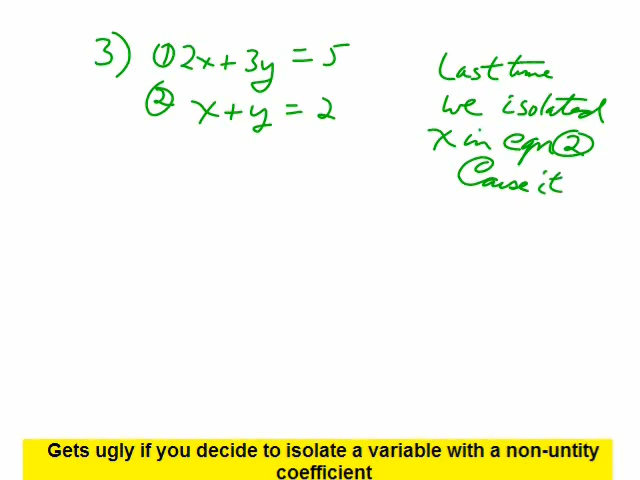 3) ① 2x + 3y = 5
② x + y = 2
Last time
we isolated
x in eqn ②
Cause it
Gets ugly if you decide to isolate a variable with a non-untity
coefficient